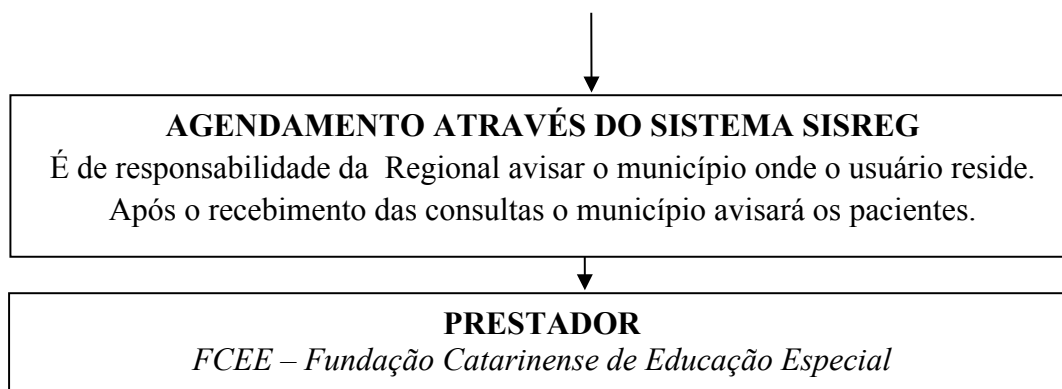 AGENDAMENTO ATRAVÉS DO SISTEMA SISREG
É de responsabilidade da Regional avisar o município onde o usuário reside.
Após o recebimento das consultas o município avisará os pacientes.
PRESTADOR
FCEE – Fundação Catarinense de Educação Especial